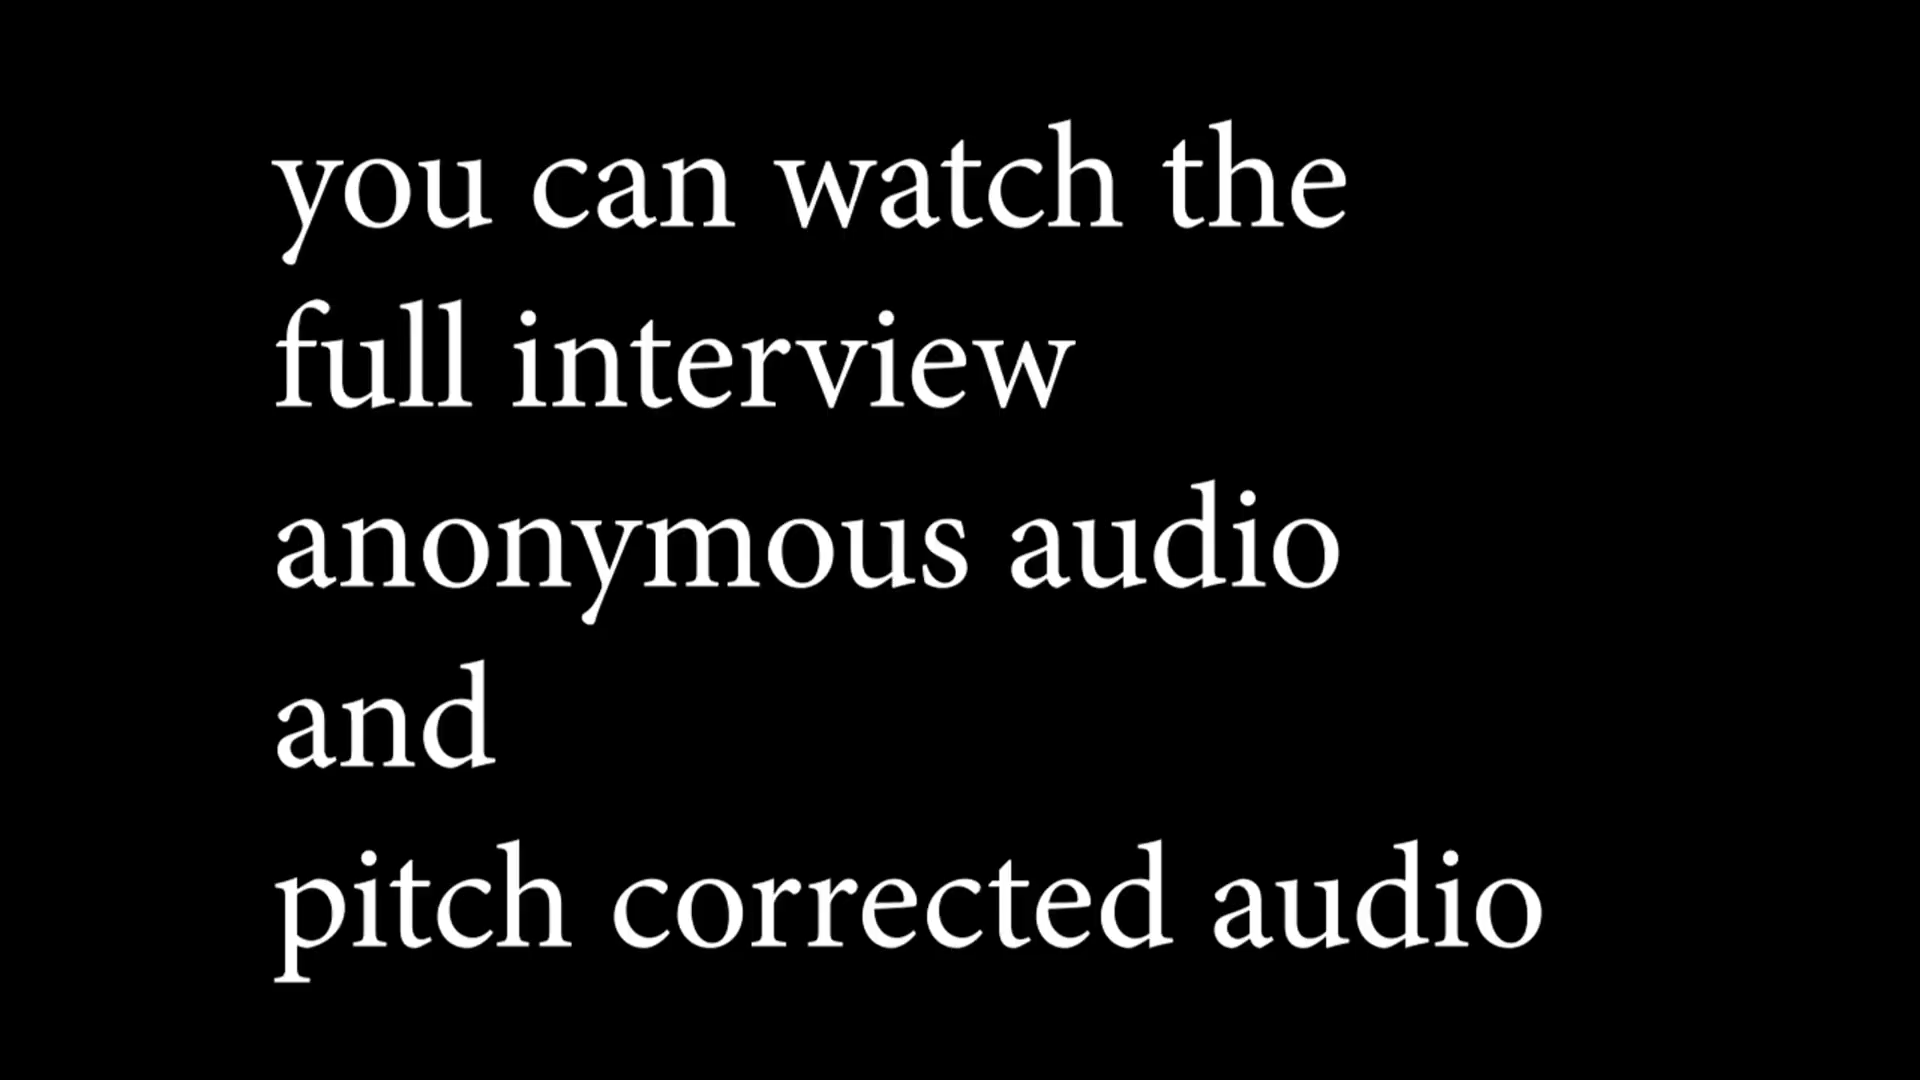 you can watch the
full interview
anonymous audio
and
pitch corrected audio